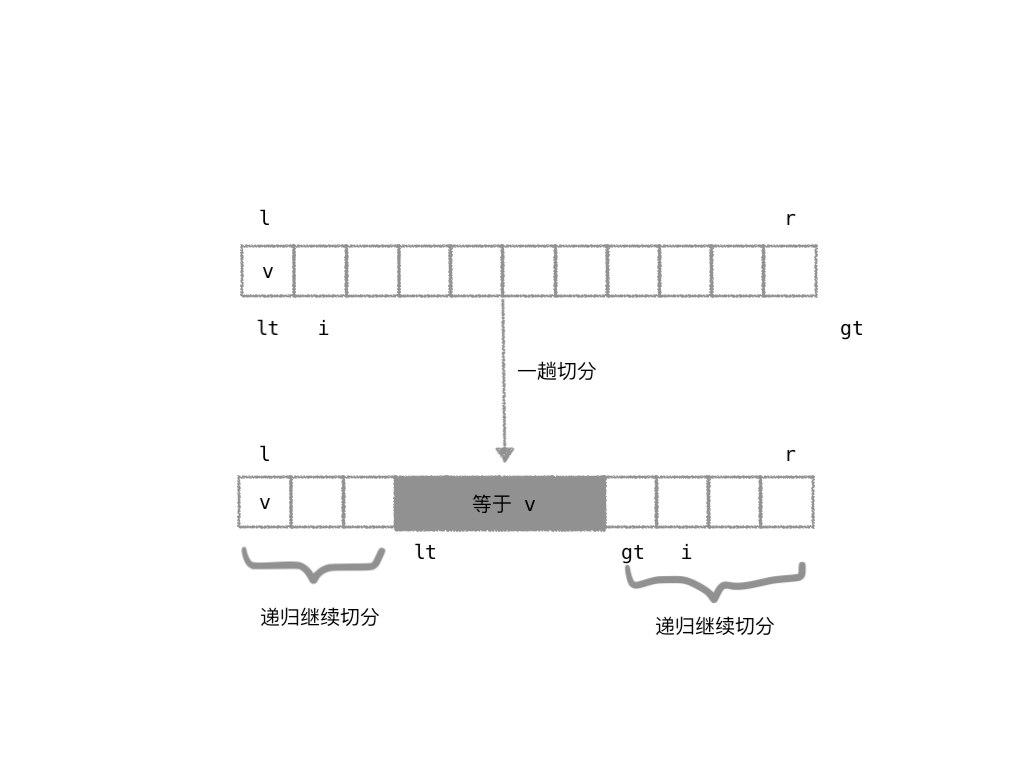 l r
v
lt i gt
一趟切分
l r
v 等于 v
lt gt i
递归继续切分
递归继续切分